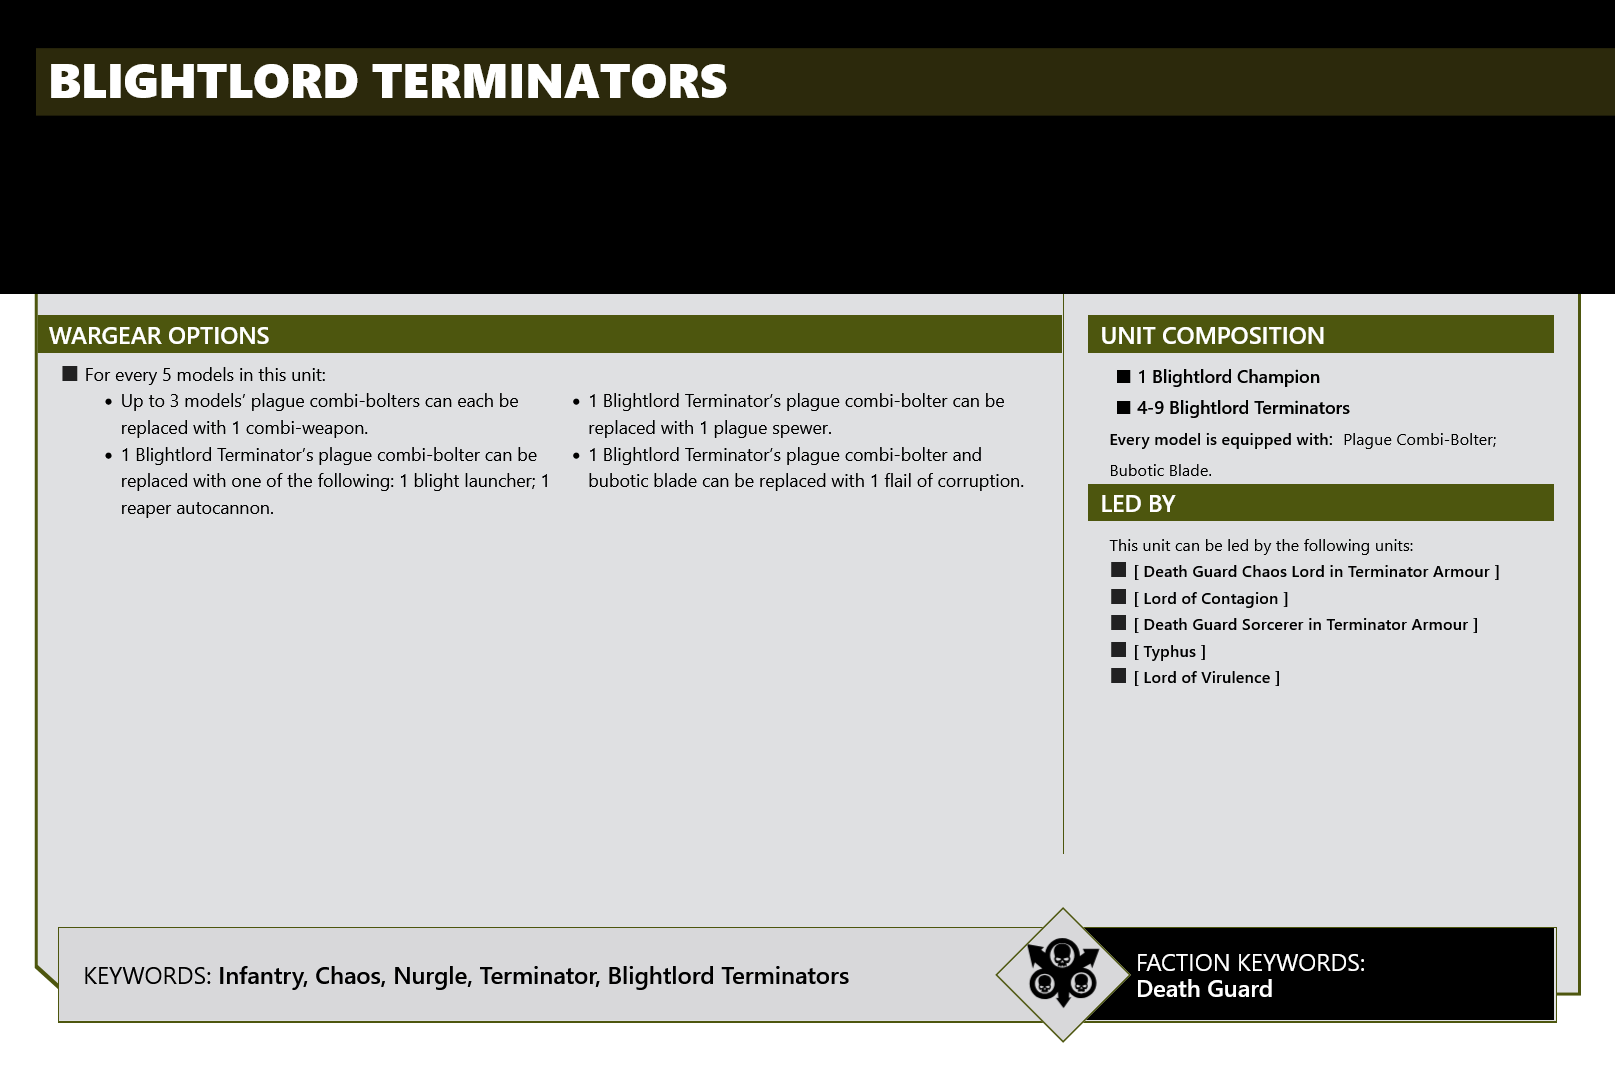 BLIGHTLORD TERMINATORS
WARGEAR OPTIONS
■ For every 5 models in this unit:
• Up to 3 models’ plague combi-bolters can each be
replaced with 1 combi-weapon.
• 1 Blightlord Terminator’s plague combi-bolter can be
replaced with one of the following: 1 blight launcher; 1
reaper autocannon.
• 1 Blightlord Terminator’s plague combi-bolter can be
replaced with 1 plague spewer.
• 1 Blightlord Terminator’s plague combi-bolter and
bubotic blade can be replaced with 1 flail of corruption.
UNIT COMPOSITION
■ 1 Blightlord Champion
■ 4-9 Blightlord Terminators
Every model is equipped with: Plague Combi-Bolter;
Bubotic Blade.
LED BY
This unit can be led by the following units:
■ [ Death Guard Chaos Lord in Terminator Armour ]
■ [ Lord of Contagion ]
■ [ Death Guard Sorcerer in Terminator Armour ]
■ [ Typhus ]
■ [ Lord of Virulence ]
KEYWORDS: Infantry, Chaos, Nurgle, Terminator, Blightlord Terminators
FACTION KEYWORDS:
Death Guard